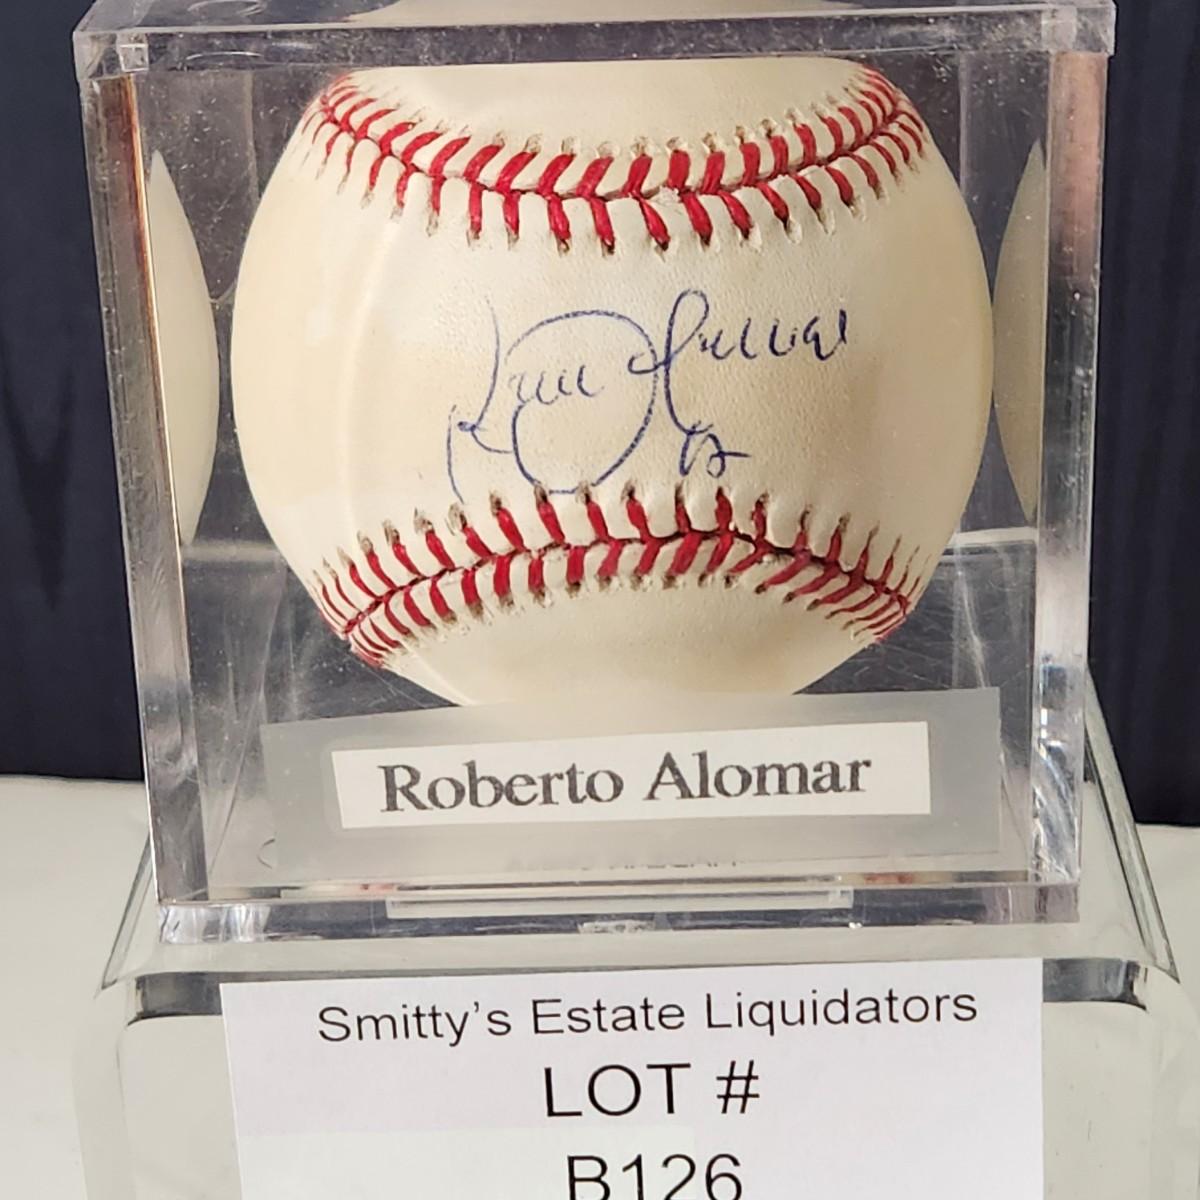 Roberto Alomar
Smitty's Estate Liquidators
LOT #
B126